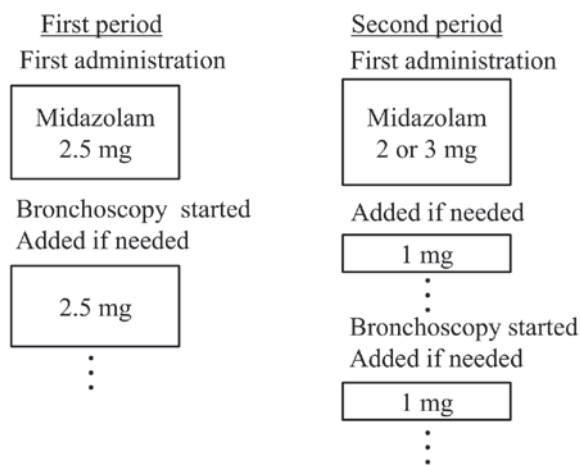 First period
First administration
Midazolam
2.5 mg
Bronchoscopy started
Added if needed
2.5 mg
Second period
First administration
Midazolam
2 or 3 mg
Added if needed
1 mg
Bronchoscopy started
Added if needed
1 mg